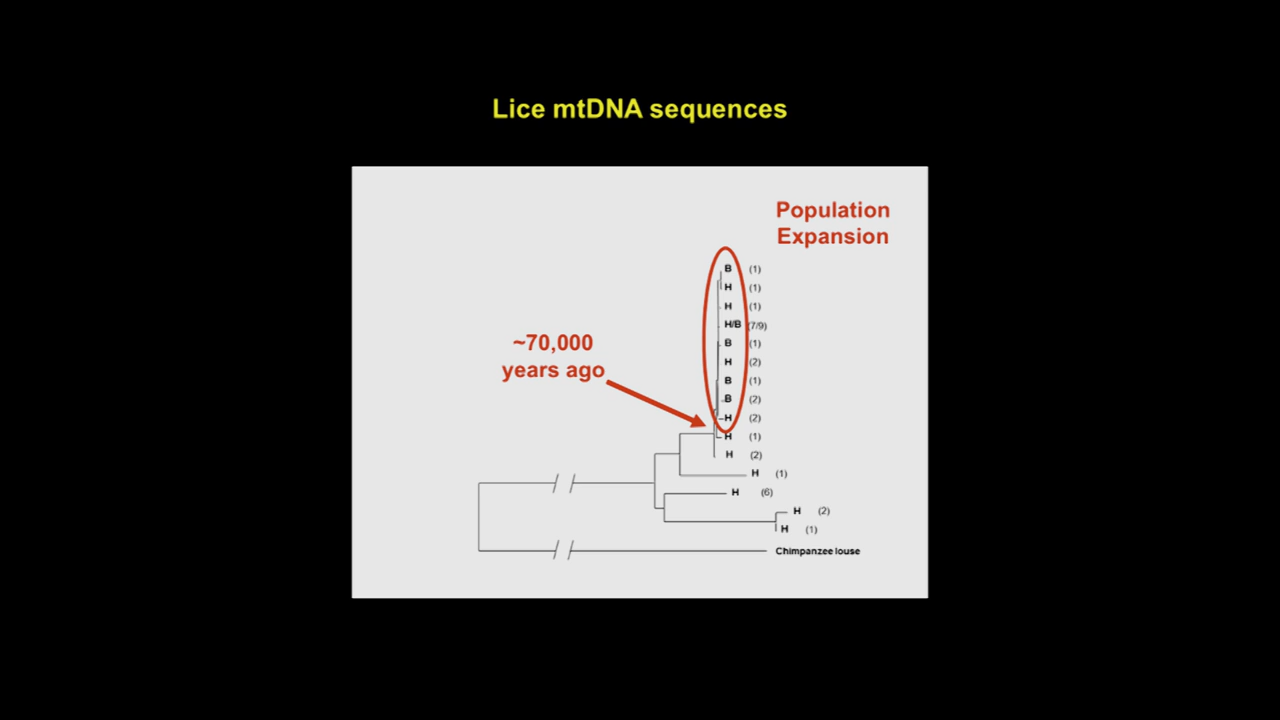 Lice mtDNA sequences
Population
Expansion
B (1)
H (1)
H (1)
H/B (7/9)
B (1)
~70,000
years ago
H (2)
B (1)
B (2)
H (2)
H (1)
H (2)
H (1)
H (6)
H (2)
H (1)
Chimpanzee louse